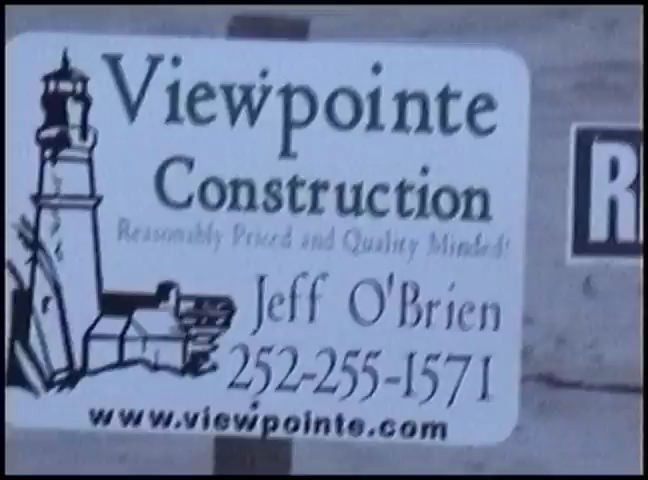 Viewpointe
Construction
Reasonably Priced and Quality Minded!
Jeff O'Brien
252-255-1571
www.viewpointe.com
R